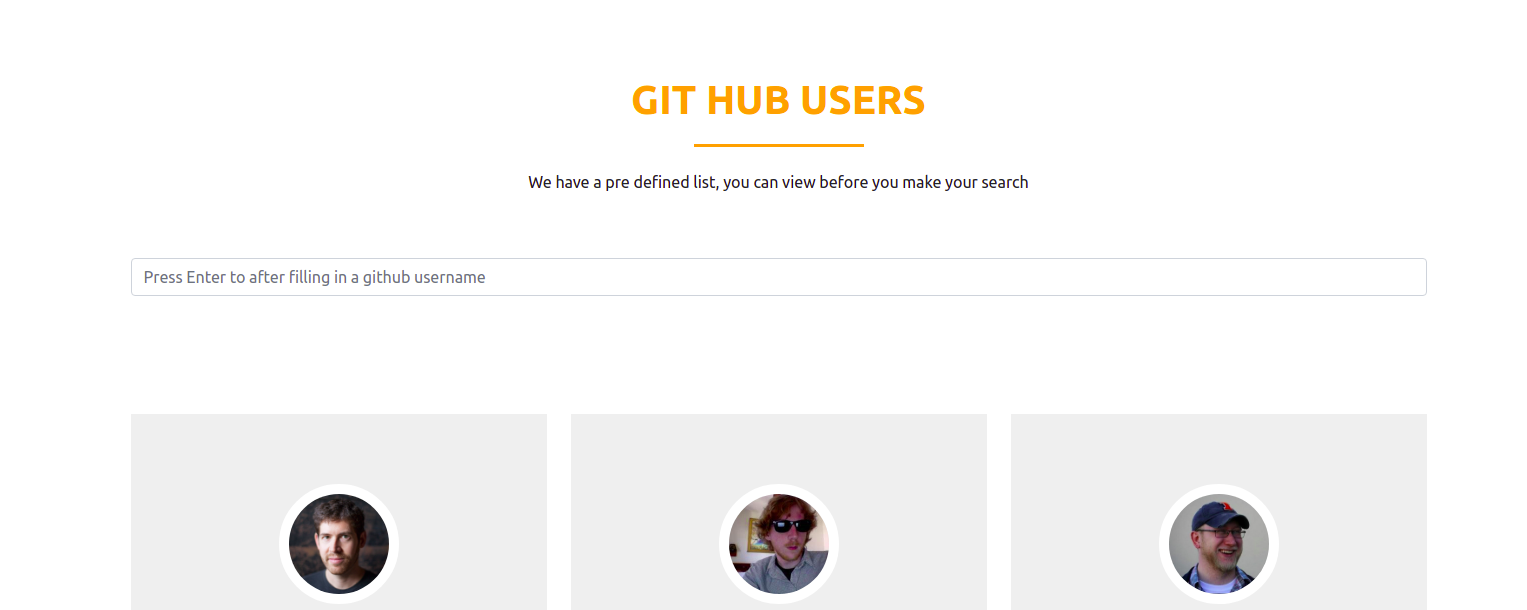 GIT HUB USERS
We have a pre defined list, you can view before you make your search
Press Enter to after filling in a github username